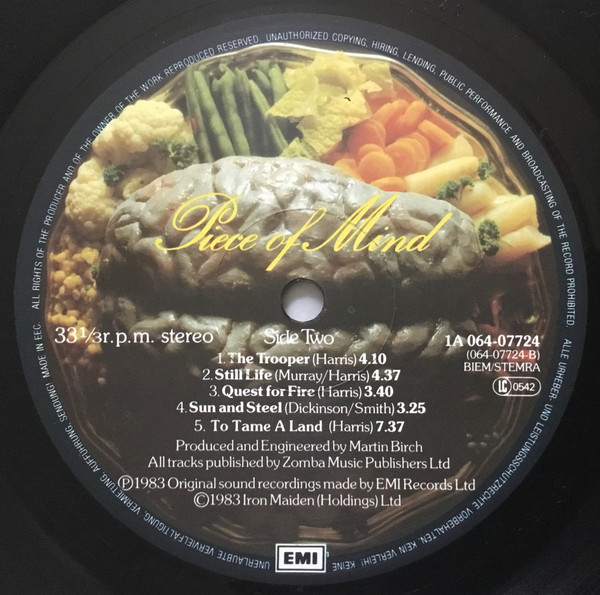 ALL RIGHTS OF THE PRODUCER AND OF THE OWNER OF THE WORK REPRODUCED RESERVED. UNAUTHORIZED COPYING, HIRING, LENDING, PUBLIC PERFORMANCE AND BROADCASTING OF THE RECORD PROHIBITED. ALLE URHEBER- UND LEISTUNGSSCHUTZRECHTE VORBEHALTEN. KEIN VERLEIH! KEINE UNERLAUBTE VERVIELFÄLTIGUNG, VERMIETUNG, AUFFÜHRUNG, SENDUNG! MADE IN EEC.
Piece of Mind
33⅓r.p.m. stereo
Side Two
1A 064-07724
(064-07724-B)
BIEM/STEMRA
LC 0542
1. The Trooper (Harris) 4.10
2. Still Life (Murray/Harris) 4.37
3. Quest for Fire (Harris) 3.40
4. Sun and Steel (Dickinson/Smith) 3.25
5. To Tame A Land (Harris) 7.37
Produced and Engineered by Martin Birch
All tracks published by Zomba Music Publishers Ltd
Ⓟ1983 Original sound recordings made by EMI Records Ltd
©1983 Iron Maiden (Holdings) Ltd
EMI